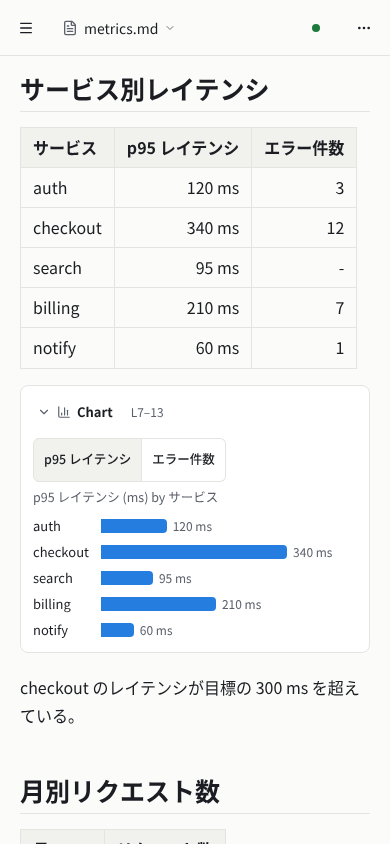 metrics.md
サービス別レイテンシ
サービス p95 レイテンシ エラー件数
auth 120 ms 3
checkout 340 ms 12
search 95 ms -
billing 210 ms 7
notify 60 ms 1
Chart L7–13
p95 レイテンシ エラー件数
p95 レイテンシ (ms) by サービス
auth 120 ms
checkout 340 ms
search 95 ms
billing 210 ms
notify 60 ms
checkout のレイテンシが目標の 300 ms を超え
ている。
月別リクエスト数